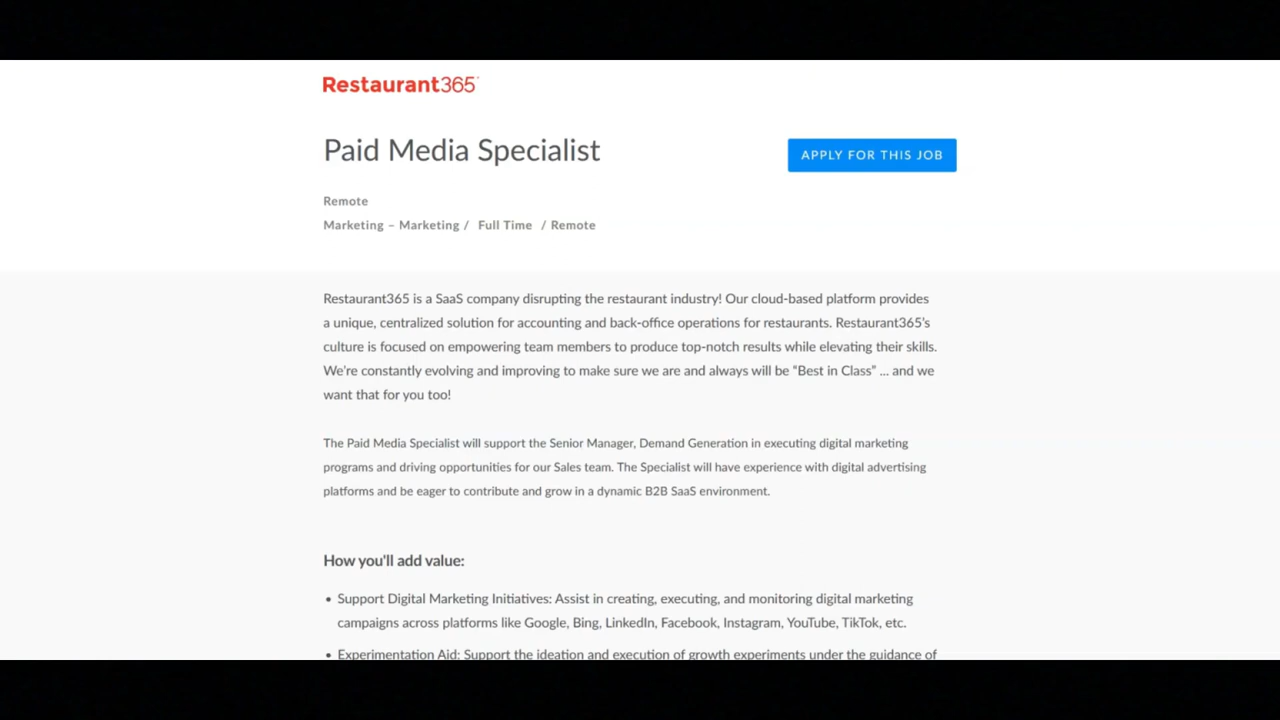 Restaurant365
Paid Media Specialist
APPLY FOR THIS JOB
Remote
Marketing – Marketing / Full Time / Remote
Restaurant365 is a SaaS company disrupting the restaurant industry! Our cloud-based platform provides
a unique, centralized solution for accounting and back-office operations for restaurants. Restaurant365’s
culture is focused on empowering team members to produce top-notch results while elevating their skills.
We’re constantly evolving and improving to make sure we are and always will be “Best in Class” ... and we
want that for you too!
The Paid Media Specialist will support the Senior Manager, Demand Generation in executing digital marketing
programs and driving opportunities for our Sales team. The Specialist will have experience with digital advertising
platforms and be eager to contribute and grow in a dynamic B2B SaaS environment.
How you'll add value:
• Support Digital Marketing Initiatives: Assist in creating, executing, and monitoring digital marketing
campaigns across platforms like Google, Bing, LinkedIn, Facebook, Instagram, YouTube, TikTok, etc.
• Experimentation Aid: Support the ideation and execution of growth experiments under the guidance of